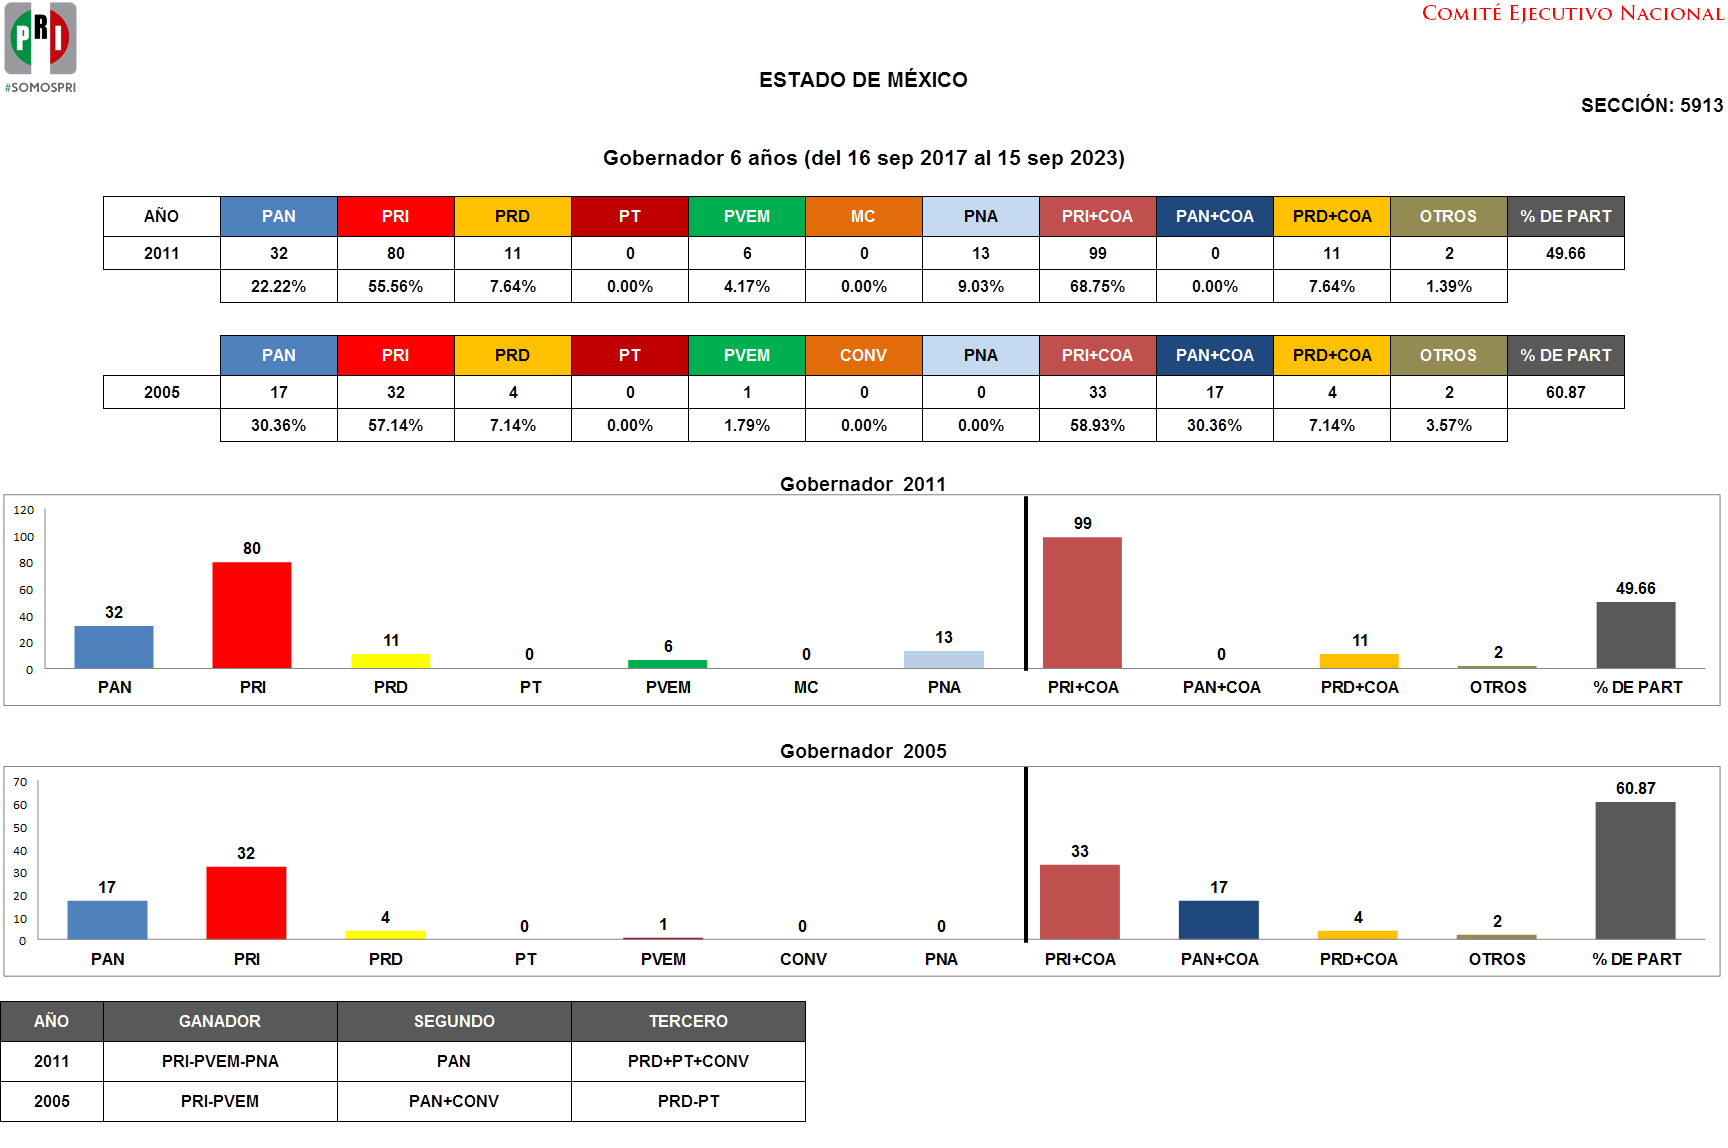 PRI
#SOMOSPRI
COMITÉ EJECUTIVO NACIONAL
ESTADO DE MÉXICO
SECCIÓN: 5913
Gobernador 6 años (del 16 sep 2017 al 15 sep 2023)
AÑO PAN PRI PRD PT PVEM MC PNA PRI+COA PAN+COA PRD+COA OTROS % DE PART
2011 32 80 11 0 6 0 13 99 0 11 2 49.66
22.22% 55.56% 7.64% 0.00% 4.17% 0.00% 9.03% 68.75% 0.00% 7.64% 1.39%
PAN PRI PRD PT PVEM CONV PNA PRI+COA PAN+COA PRD+COA OTROS % DE PART
2005 17 32 4 0 1 0 0 33 17 4 2 60.87
30.36% 57.14% 7.14% 0.00% 1.79% 0.00% 0.00% 58.93% 30.36% 7.14% 3.57%
Gobernador 2011
120
100
80
60
40
20
0
32 80 11 0 6 0 13 99 0 11 2 49.66
PAN PRI PRD PT PVEM MC PNA PRI+COA PAN+COA PRD+COA OTROS % DE PART
Gobernador 2005
70
60
50
40
30
20
10
0
17 32 4 0 1 0 0 33 17 4 2 60.87
PAN PRI PRD PT PVEM CONV PNA PRI+COA PAN+COA PRD+COA OTROS % DE PART
AÑO GANADOR SEGUNDO TERCERO
2011 PRI-PVEM-PNA PAN PRD+PT+CONV
2005 PRI-PVEM PAN+CONV PRD-PT